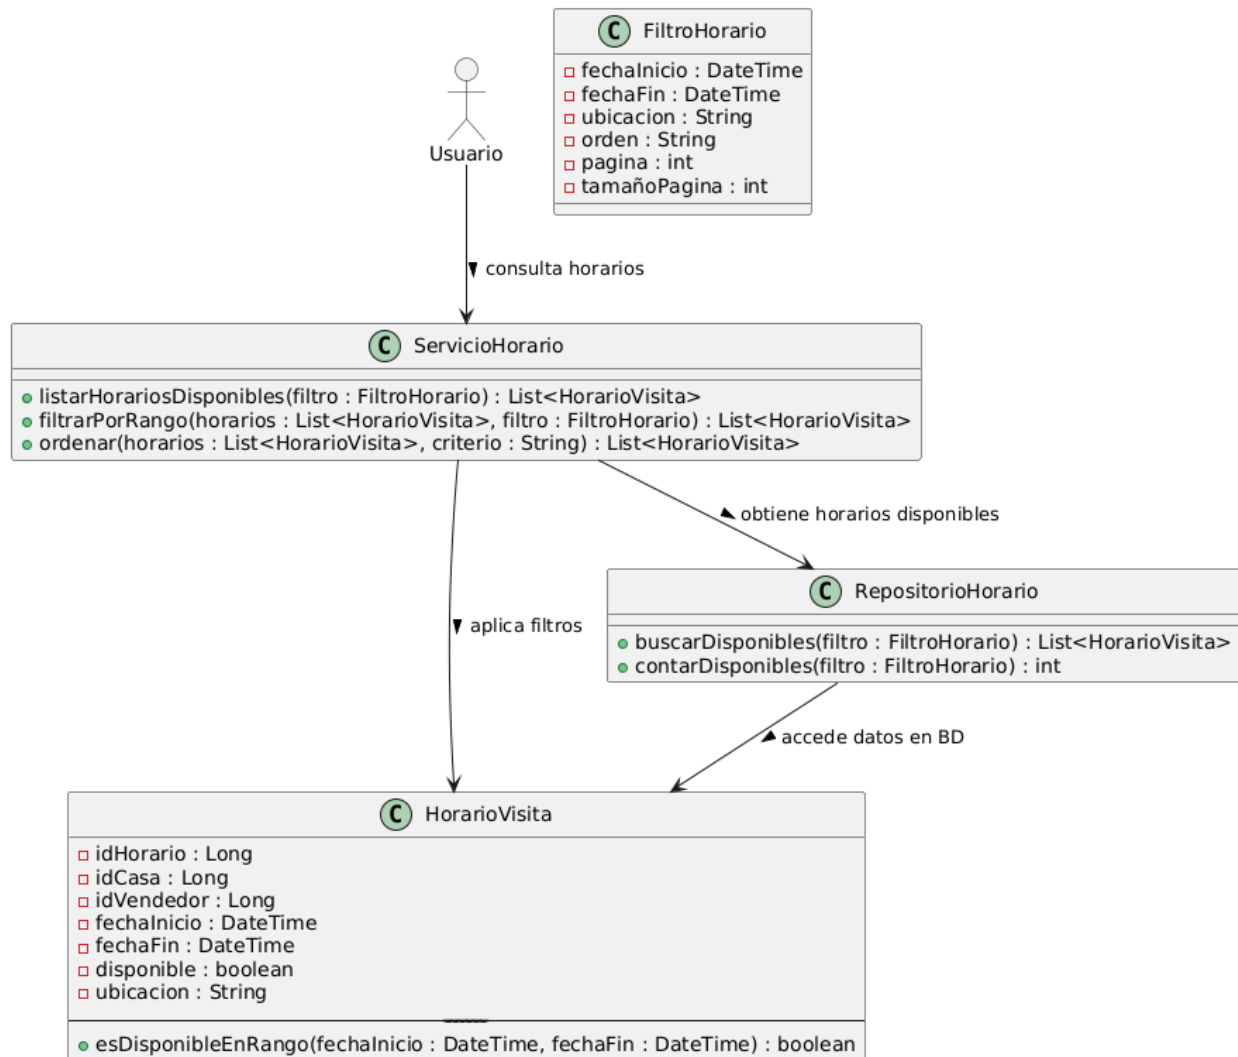 C FiltroHorario
fechaInicio : DateTime
fechaFin : DateTime
ubicacion : String
orden : String
pagina : int
tamañoPagina : int
Usuario
consulta horarios
C ServicioHorario
listarHorariosDisponibles(filtro : FiltroHorario) : List<HorarioVisita>
filtrarPorRango(horarios : List<HorarioVisita>, filtro : FiltroHorario) : List<HorarioVisita>
ordenar(horarios : List<HorarioVisita>, criterio : String) : List<HorarioVisita>
obtiene horarios disponibles
C RepositorioHorario
buscarDisponibles(filtro : FiltroHorario) : List<HorarioVisita>
contarDisponibles(filtro : FiltroHorario) : int
aplica filtros
accede datos en BD
C HorarioVisita
idHorario : Long
idCasa : Long
idVendedor : Long
fechaInicio : DateTime
fechaFin : DateTime
disponible : boolean
ubicacion : String
esDisponibleEnRango(fechaInicio : DateTime, fechaFin : DateTime) : boolean